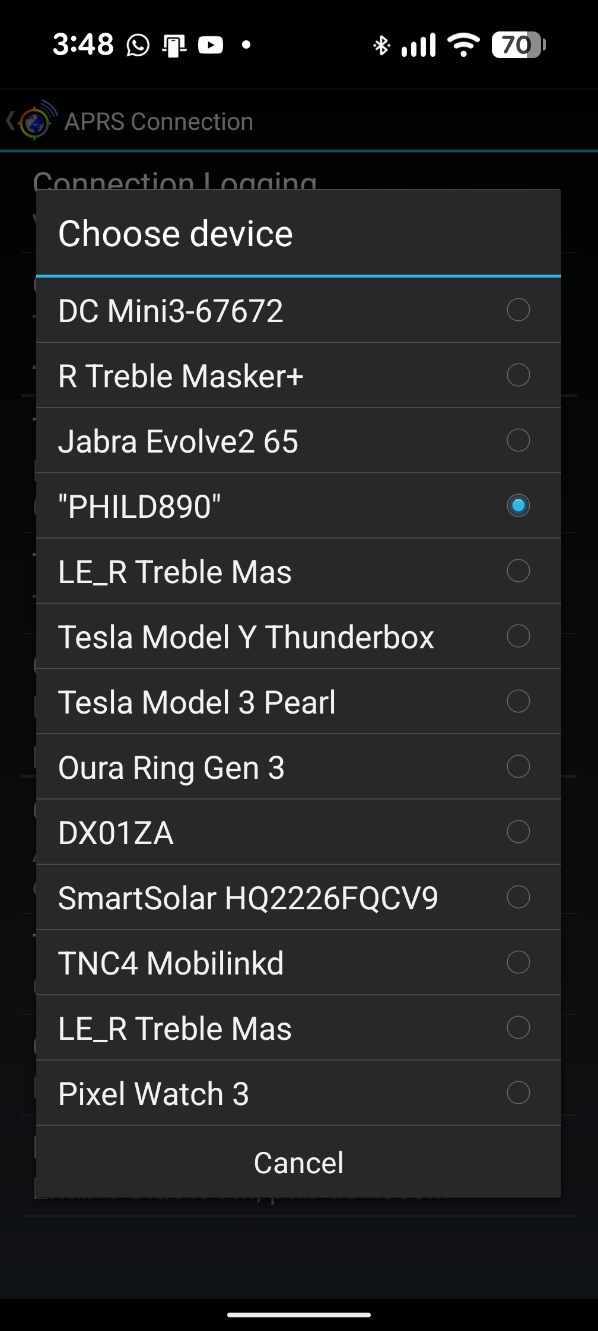 3:48
70
APRS Connection
Connection Logging
Choose device
DC Mini3-67672
R Treble Masker+
Jabra Evolve2 65
"PHILD890"
LE_R Treble Mas
Tesla Model Y Thunderbox
Tesla Model 3 Pearl
Oura Ring Gen 3
DX01ZA
SmartSolar HQ2226FQCV9
TNC4 Mobilinkd
LE_R Treble Mas
Pixel Watch 3
Cancel